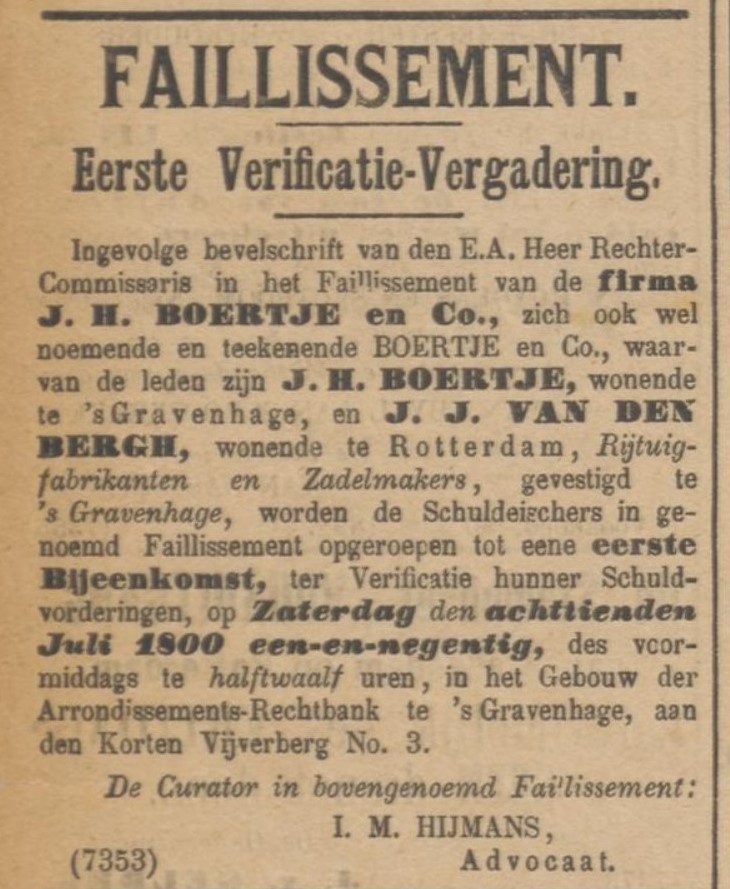 FAILLISSEMENT.
Eerste Verificatie-Vergadering.
Ingevolge bevelschrift van den E.A. Heer Rechter-
Commissaris in het Faillissement van de firma
J. H. BOERTJE en Co., zich ook wel
noemende en teekenende BOERTJE en Co., waar-
van de leden zijn J. H. BOERTJE, wonende
te 'sGravenhage, en J. J. VAN DEN
BERGH, wonende te Rotterdam, Rijtuig-
fabrikanten en Zadelmakers, gevestigd te
's Gravenhage, worden de Schuldeischers in ge-
noemd Faillissement opgeroepen tot eene eerste
Bijeenkomst, ter Verificatie hunner Schuld-
vorderingen, op Zaterdag den achttienden
Juli 1800 een-en-negentig, des voor-
middags te halftwaalf uren, in het Gebouw der
Arrondissements-Rechtbank te 's Gravenhage, aan
den Korten Vijverberg No. 3.
De Curator in bovengenoemd Faillissement:
I. M. HIJMANS,
(7353) Advocaat.